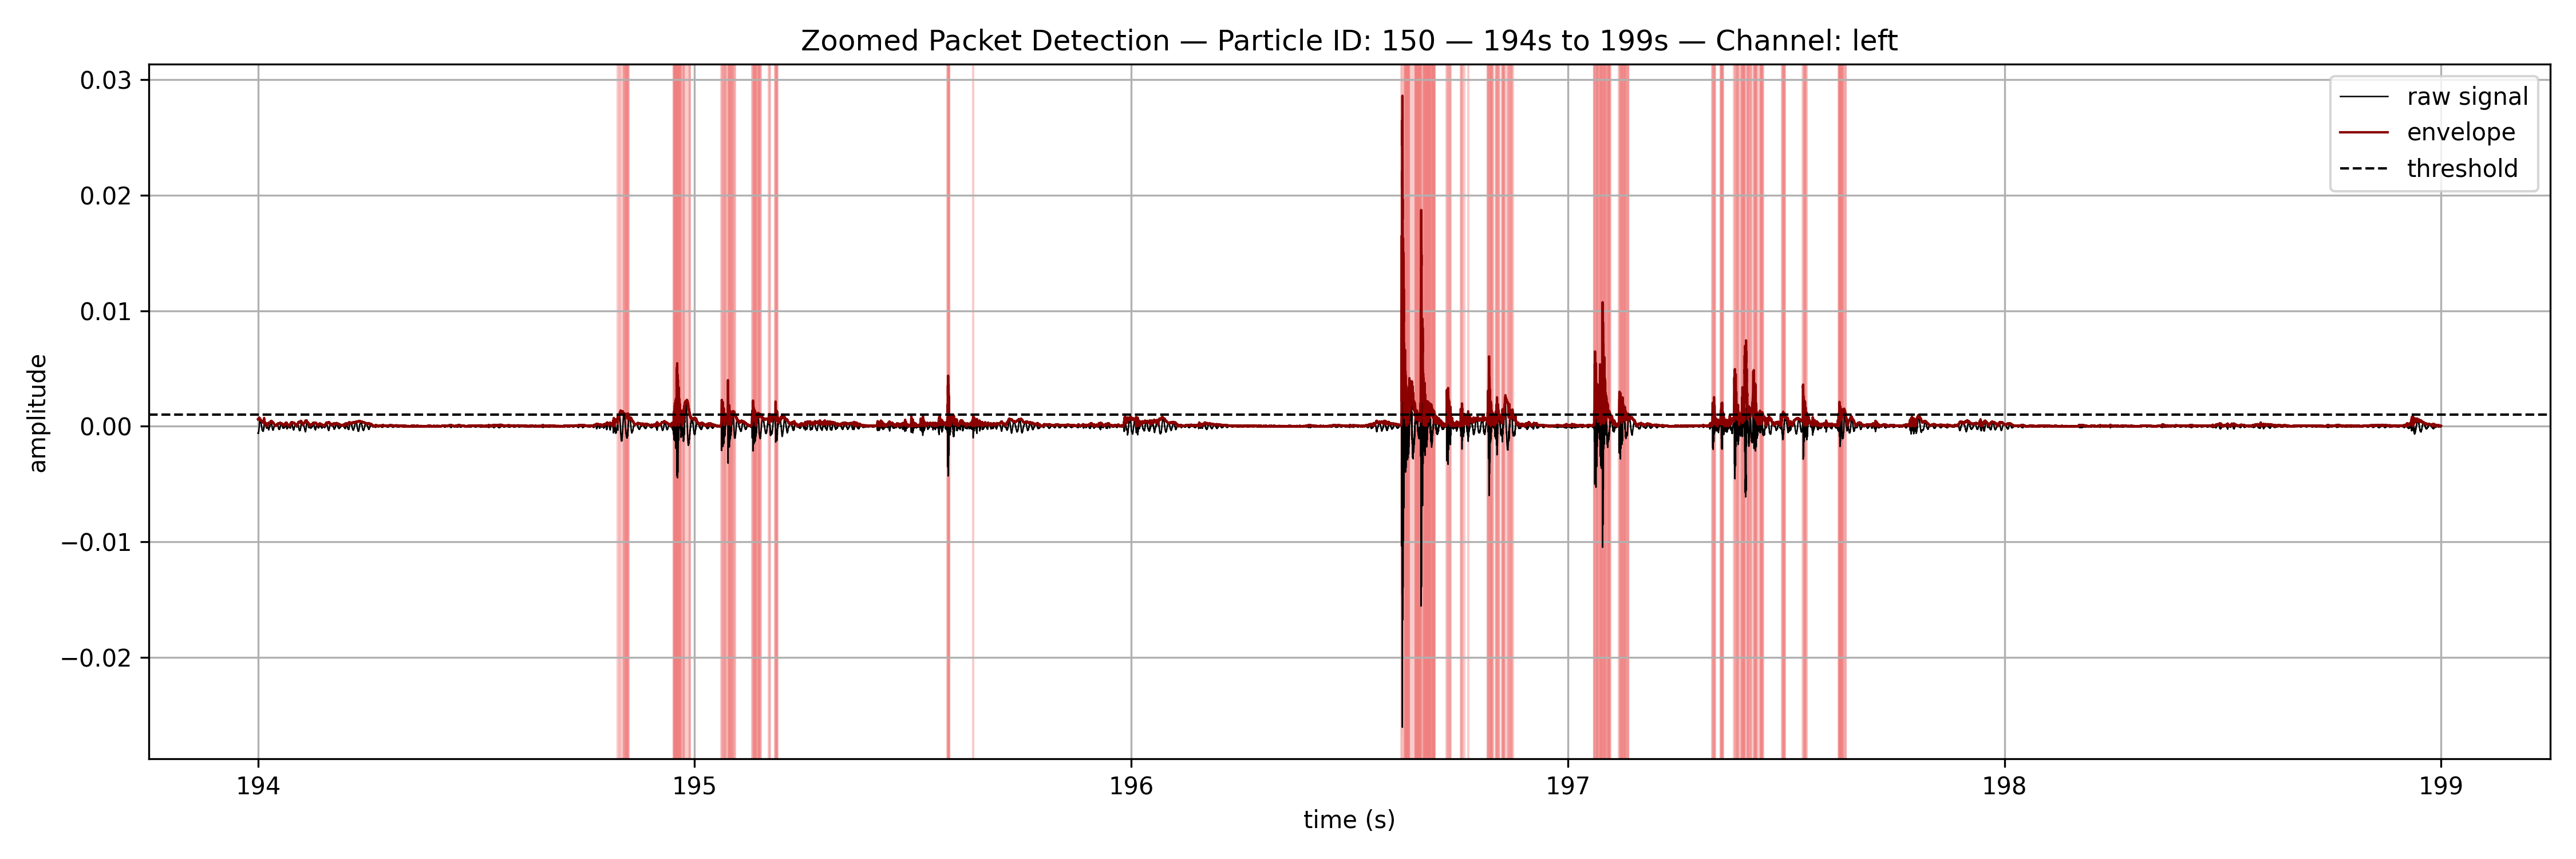 Zoomed Packet Detection — Particle ID: 150 — 194s to 199s — Channel: left
0.03
0.02
0.01
0.00
−0.01
−0.02
amplitude
raw signal
envelope
threshold
194
195
196
197
198
199
time (s)